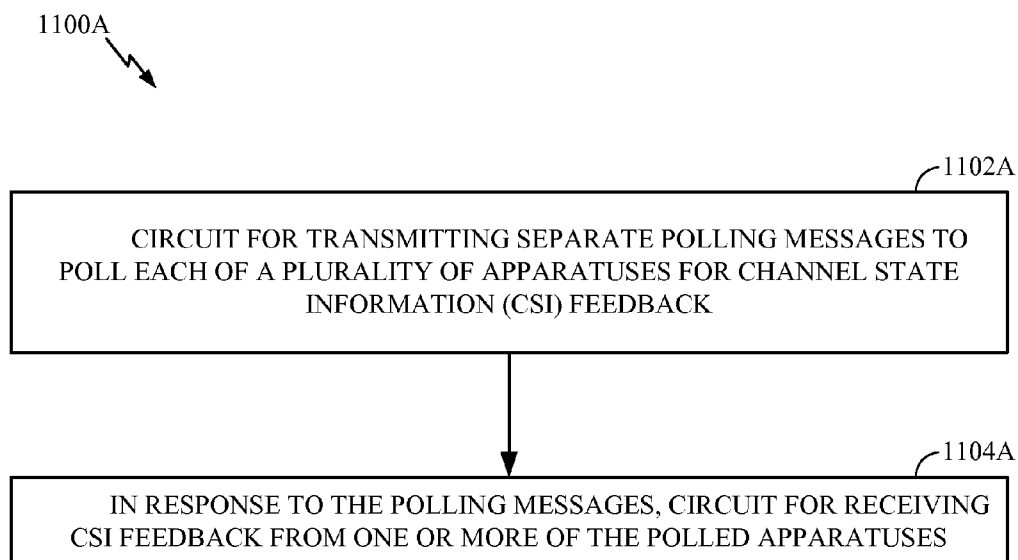 1100A
1102A
CIRCUIT FOR TRANSMITTING SEPARATE POLLING MESSAGES TO
POLL EACH OF A PLURALITY OF APPARATUSES FOR CHANNEL STATE
INFORMATION (CSI) FEEDBACK
1104A
IN RESPONSE TO THE POLLING MESSAGES, CIRCUIT FOR RECEIVING
CSI FEEDBACK FROM ONE OR MORE OF THE POLLED APPARATUSES